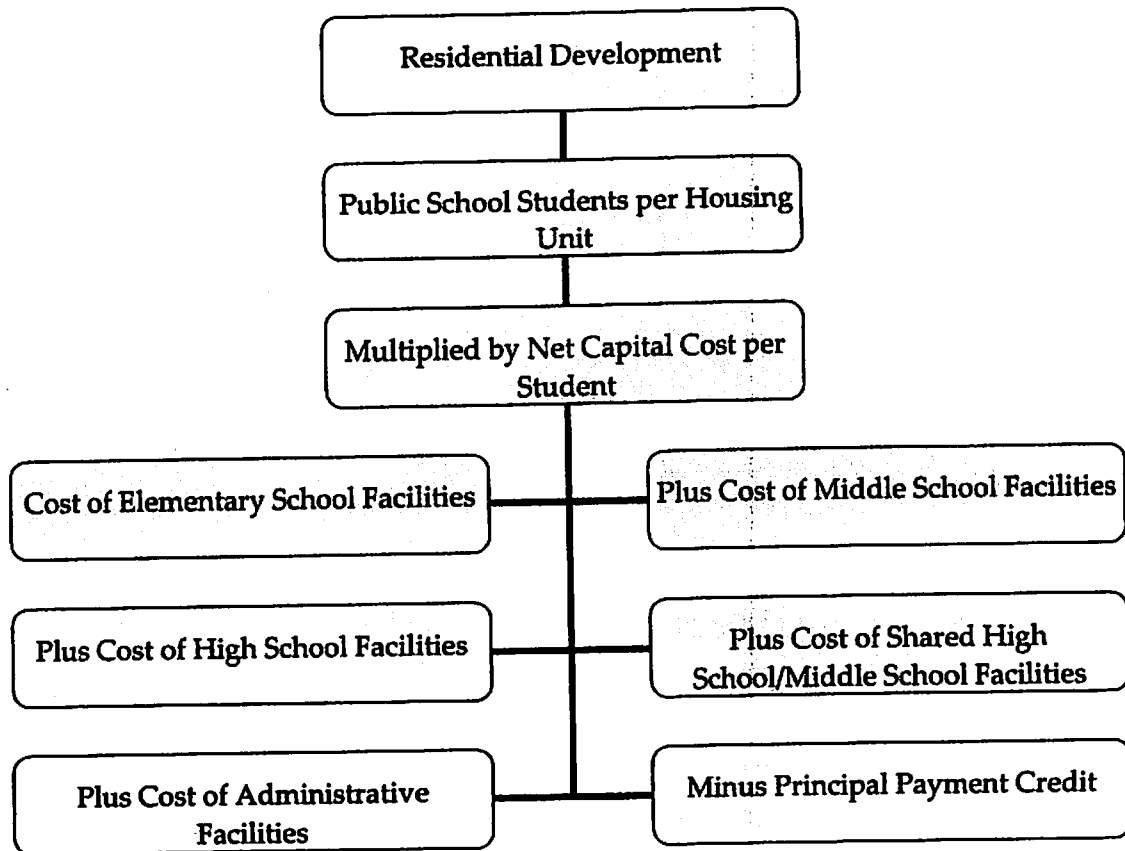 Residential Development
Public School Students per Housing
Unit
Multiplied by Net Capital Cost per
Student
Cost of Elementary School Facilities
Plus Cost of Middle School Facilities
Plus Cost of High School Facilities
Plus Cost of Shared High
School/Middle School Facilities
Plus Cost of Administrative
Facilities
Minus Principal Payment Credit